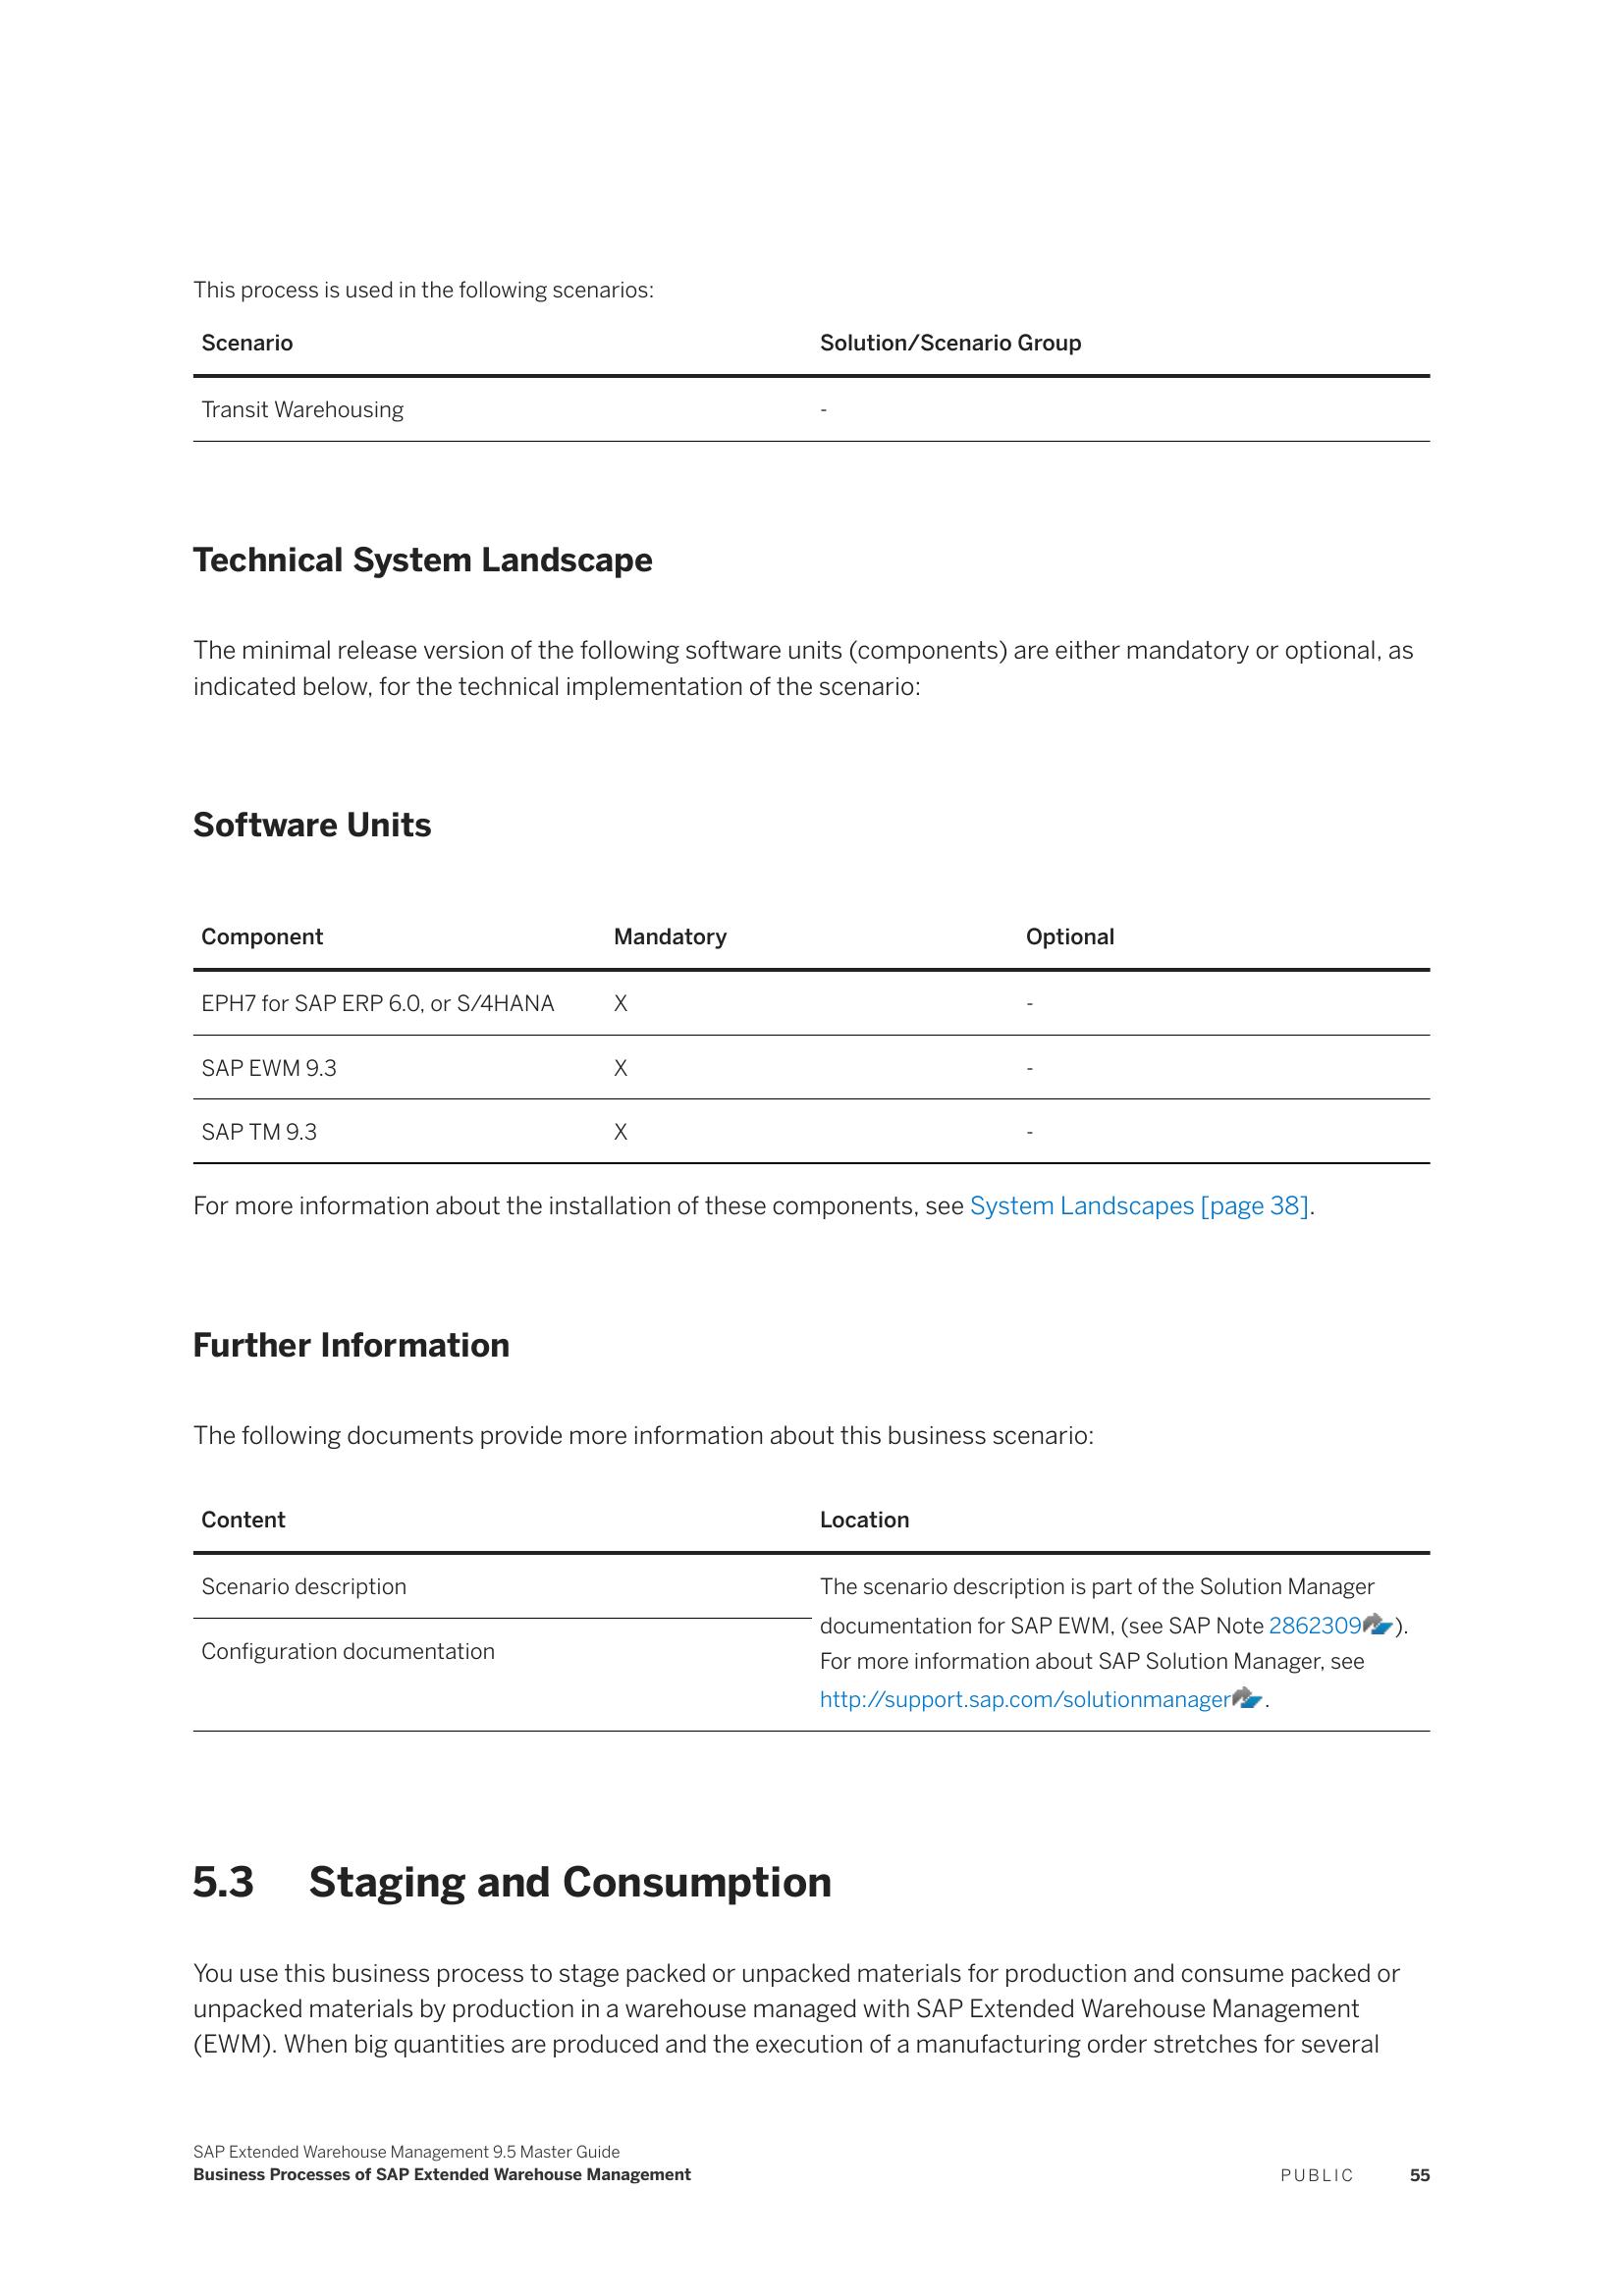 This process is used in the following scenarios:
Scenario Solution/Scenario Group
Transit Warehousing -
Technical System Landscape
The minimal release version of the following software units (components) are either mandatory or optional, as
indicated below, for the technical implementation of the scenario:
Software Units
Component Mandatory Optional
EPH7 for SAP ERP 6.0, or S/4HANA X -
SAP EWM 9.3 X -
SAP TM 9.3 X -
For more information about the installation of these components, see System Landscapes [page 38].
Further Information
The following documents provide more information about this business scenario:
Content Location
Scenario description
Configuration documentation
The scenario description is part of the Solution Manager
documentation for SAP EWM, (see SAP Note 2862309).
For more information about SAP Solution Manager, see
http://support.sap.com/solutionmanager.
5.3 Staging and Consumption
You use this business process to stage packed or unpacked materials for production and consume packed or
unpacked materials by production in a warehouse managed with SAP Extended Warehouse Management
(EWM). When big quantities are produced and the execution of a manufacturing order stretches for several
SAP Extended Warehouse Management 9.5 Master Guide
Business Processes of SAP Extended Warehouse Management PUBLIC 55